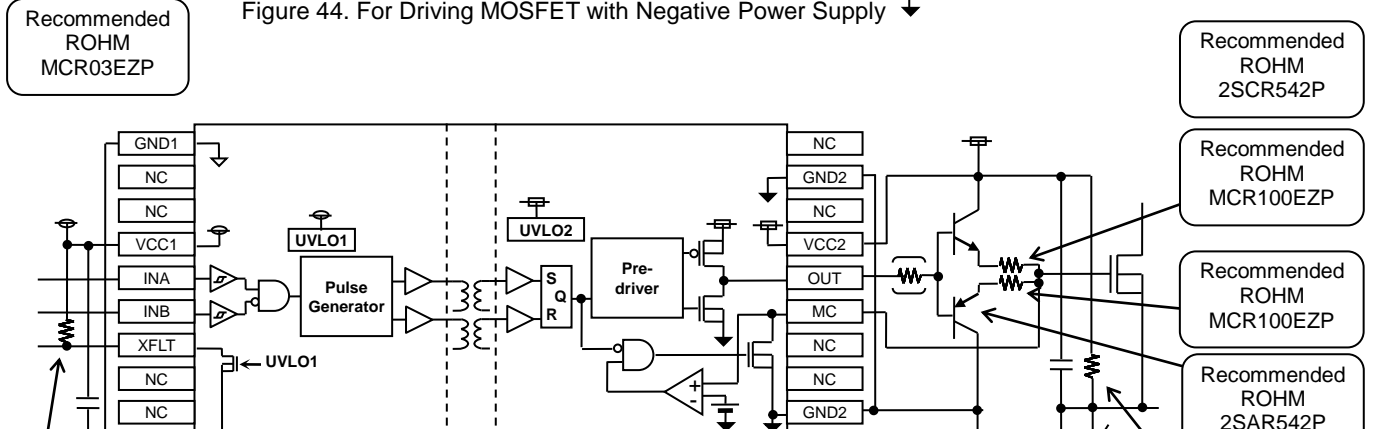 Figure 44. For Driving MOSFET with Negative Power Supply
Recommended
ROHM
MCR03EZP
Recommended
ROHM
2SCR542P
Recommended
ROHM
MCR100EZP
Recommended
ROHM
MCR100EZP
Recommended
ROHM
2SAR542P
GND1
NC
NC
VCC1
INA
INB
XFLT
NC
NC
UVLO1
Pulse
Generator
UVLO1
UVLO2
S
Q
R
Pre-
driver
+
-
NC
GND2
NC
VCC2
OUT
MC
NC
NC
GND2